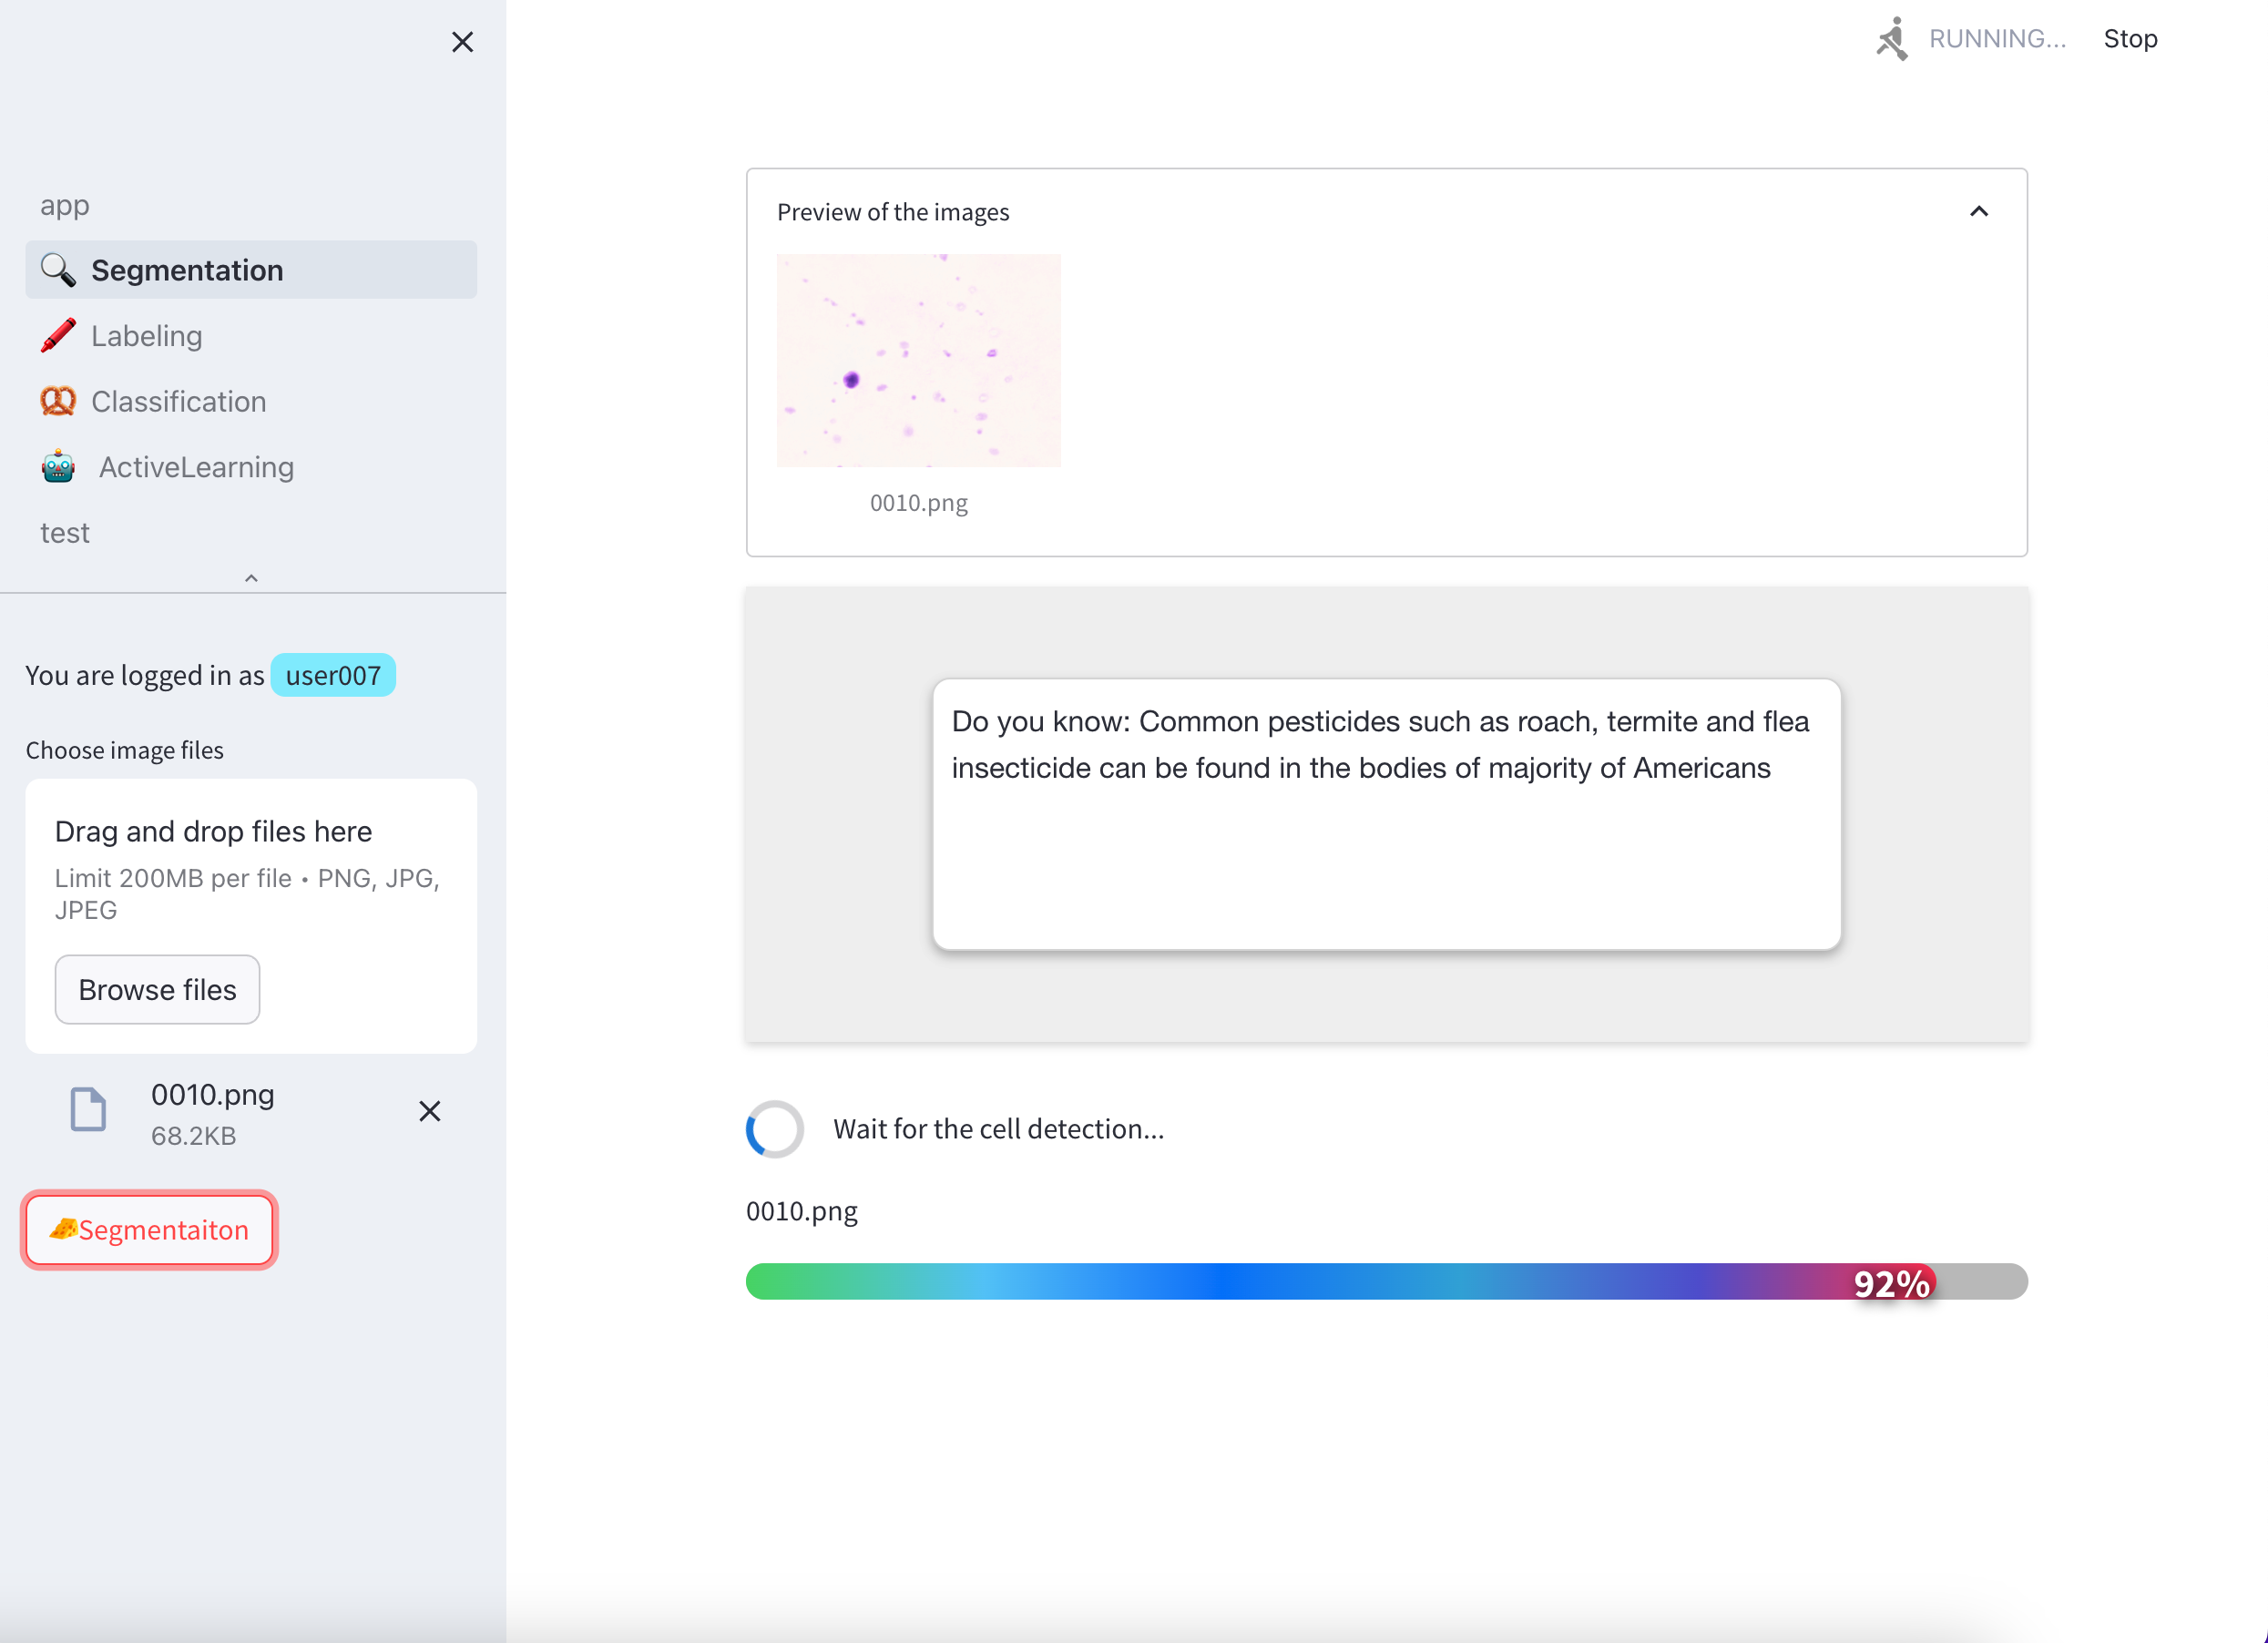 RUNNING...
Stop
app
Segmentation
Labeling
Classification
ActiveLearning
test
You are logged in as user007
Choose image files
Drag and drop files here
Limit 200MB per file • PNG, JPG,
JPEG
Browse files
0010.png
68.2KB
Segmentaiton
Preview of the images
0010.png
Do you know: Common pesticides such as roach, termite and flea
insecticide can be found in the bodies of majority of Americans
Wait for the cell detection...
0010.png
92%